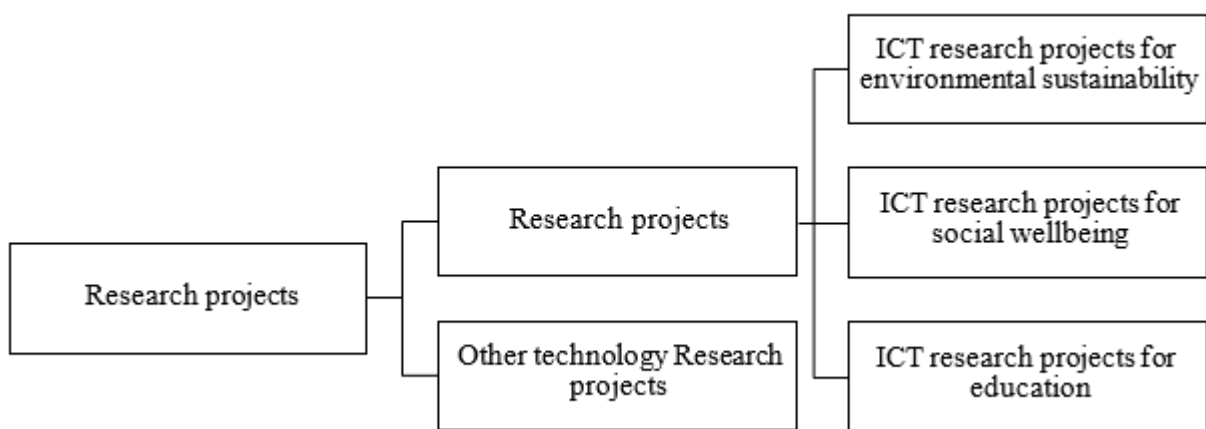 Research projects
Research projects
Other technology Research
projects
ICT research projects for
environmental sustainability
ICT research projects for
social wellbeing
ICT research projects for
education